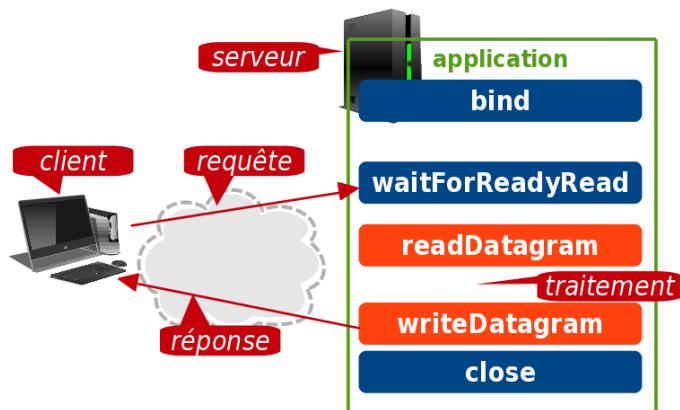 serveur
application
bind
client
requête
waitForReadyRead
readDatagram
traitement
writeDatagram
réponse
close